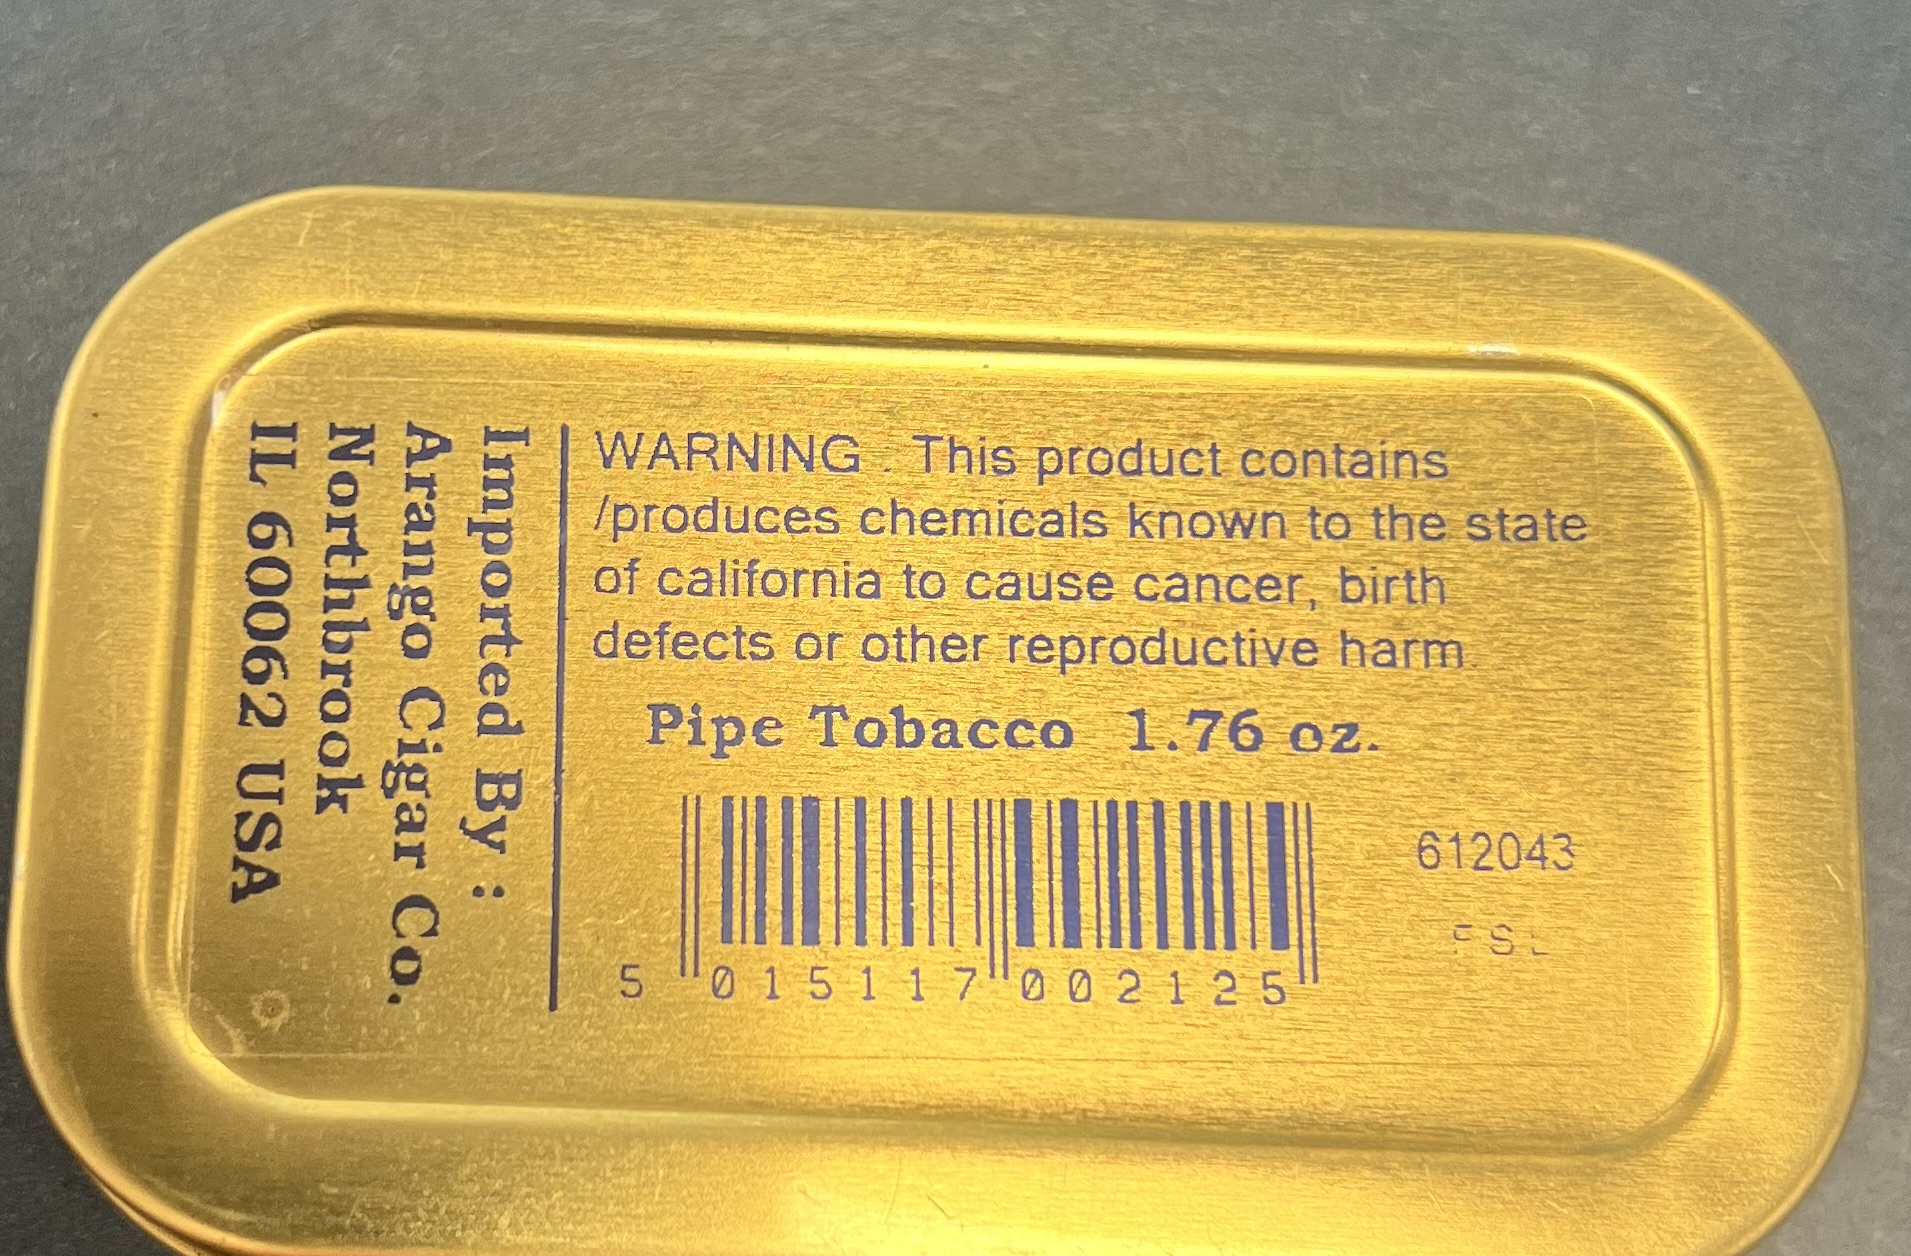 Imported By :
Arango Cigar Co.
Northbrook
IL 60062 USA
WARNING . This product contains
/produces chemicals known to the state
of california to cause cancer, birth
defects or other reproductive harm.
Pipe Tobacco 1.76 oz.
5 015117 002125
612043
FSL